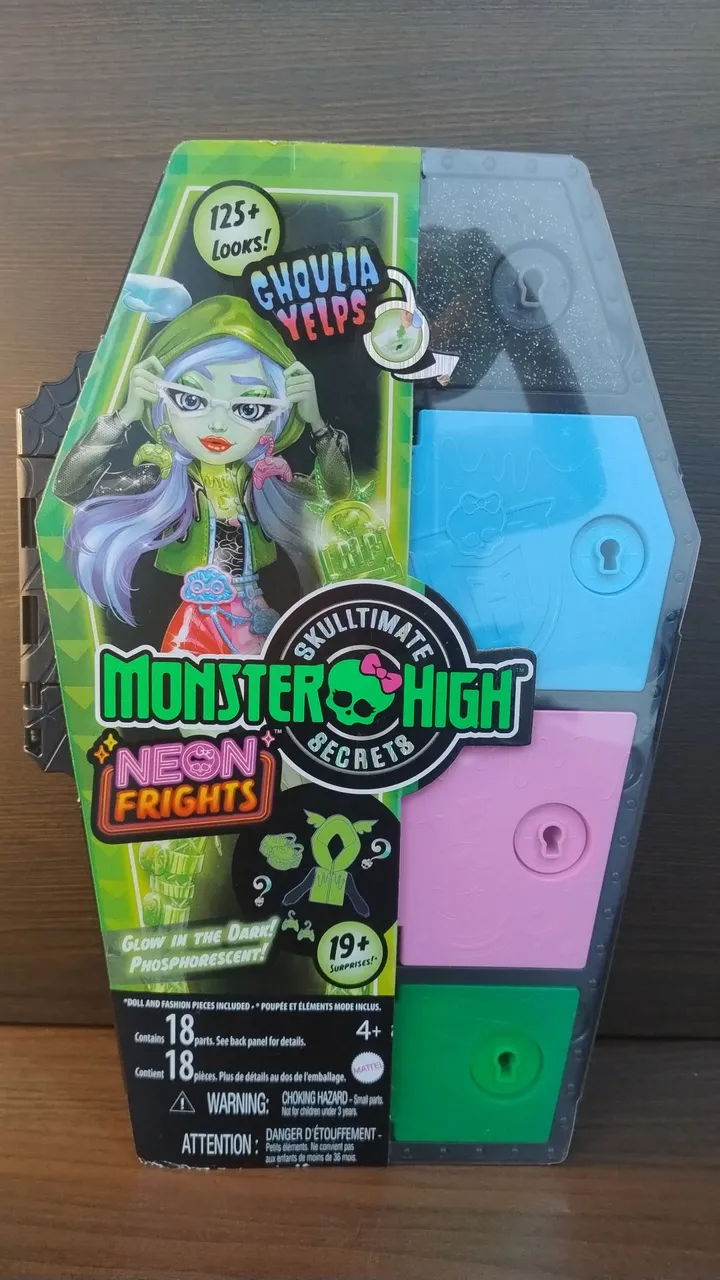 125+
LOOKS!
GHOULIA
YELPS™
SKULLTIMATE
MONSTER HIGH™
SECRETS
NEON™
FRIGHTS
?
?
GLOW IN THE DARK!
PHOSPHORESCENT!
19+
SURPRISES!*
*DOLL AND FASHION PIECES INCLUDED • * POUPÉE ET ÉLÉMENTS MODE INCLUS.
Contains 18 parts. See back panel for details.
4+
Contient 18 pièces. Plus de détails au dos de l'emballage.
MATTEL
WARNING: CHOKING HAZARD - Small parts.
Not for children under 3 years.
ATTENTION : DANGER D'ÉTOUFFEMENT -
Petits éléments. Ne convient pas
aux enfants de moins de 36 mois.